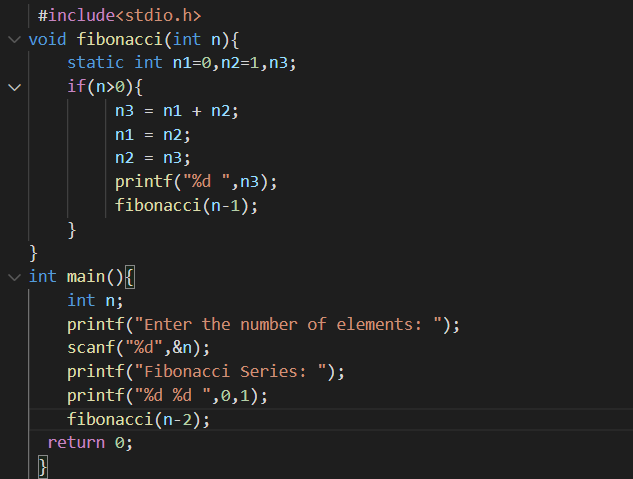 #include<stdio.h>
void fibonacci(int n){
    static int n1=0,n2=1,n3;
    if(n>0){
         n3 = n1 + n2;
         n1 = n2;
         n2 = n3;
         printf("%d ",n3);
         fibonacci(n-1);
    }
}
int main(){
    int n;
    printf("Enter the number of elements: ");
    scanf("%d",&n);
    printf("Fibonacci Series: ");
    printf("%d %d ",0,1);
    fibonacci(n-2);
  return 0;
 }